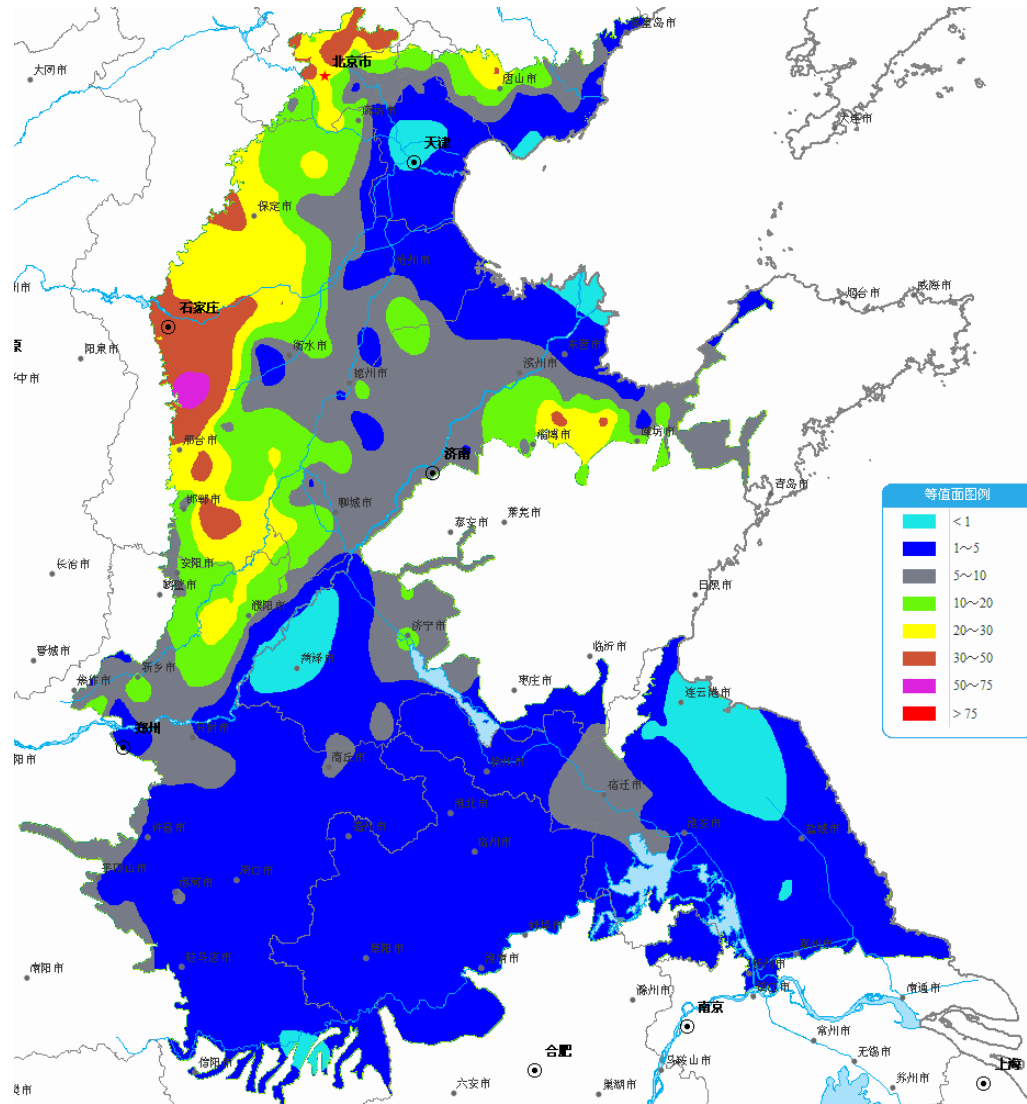 大同市
北京市
唐山市
天津
大连市
保定市
沧州市
石家庄
烟台市
威海市
原
阳泉市
衡水市
东营市
滨州市
德州市
邢台市
淄博市
潍坊市
济南
青岛市
邯郸市
聊城市
泰安市
莱芜市
长治市
安阳市
鹤壁市
日照市
濮阳市
济宁市
晋城市
临沂市
新乡市
菏泽市
焦作市
枣庄市
连云港市
郑州
开封市
商丘市
徐州市
宿迁市
淮北市
许昌市
亳州市
淮安市
盐城市
宿州市
平顶山市
漯河市
周口市
蚌埠市
阜阳市
驻马店市
淮南市
南阳市
滁州市
南通市
南京
常州市
合肥
信阳市
马鞍山市
无锡市
上海
六安市
巢湖市
苏州市
等值面图例
< 1
1～5
5～10
10～20
20～30
30～50
50～75
> 75